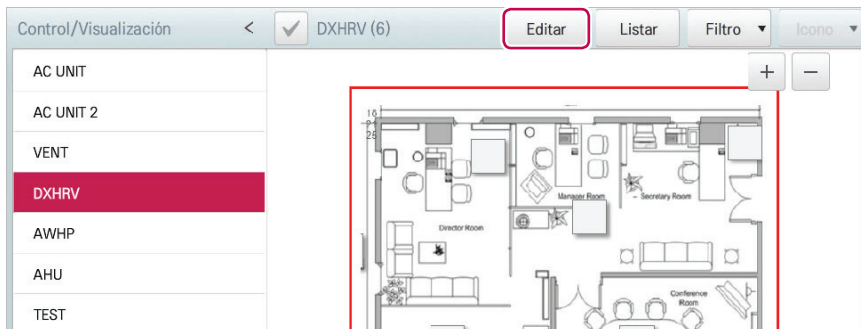 Control/Visualización < DXHRV (6) Editar Listar Filtro Icono
AC UNIT
AC UNIT 2
VENT
DXHRV
AWHP
AHU
TEST
+ −
Manager Room
Secretary Room
Director Room
Conference
Room